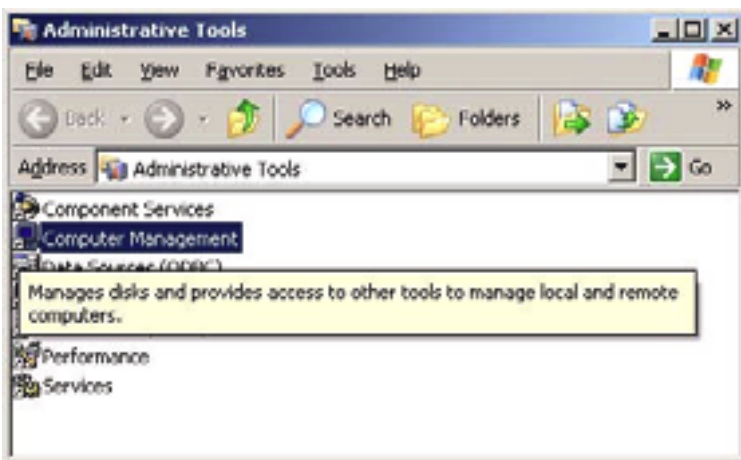 Administrative Tools
File Edit View Favorites Tools Help
Back Search Folders »
Address Administrative Tools Go
Component Services
Computer Management
Data Sources (ODBC)
Manages disks and provides access to other tools to manage local and remote
computers.
Performance
Services